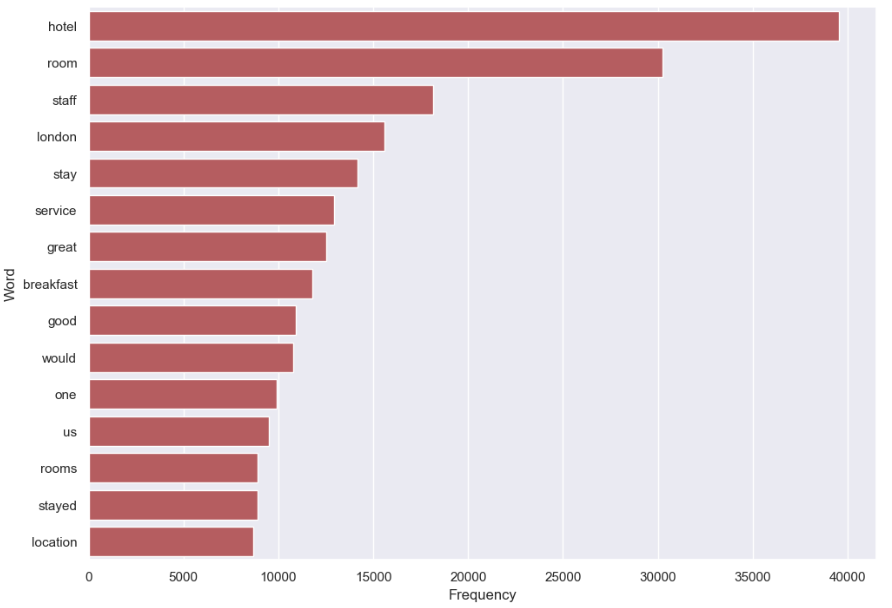 hotel
room
staff
london
stay
service
great
breakfast
good
would
one
us
rooms
stayed
location
Word
0 5000 10000 15000 20000 25000 30000 35000 40000
Frequency